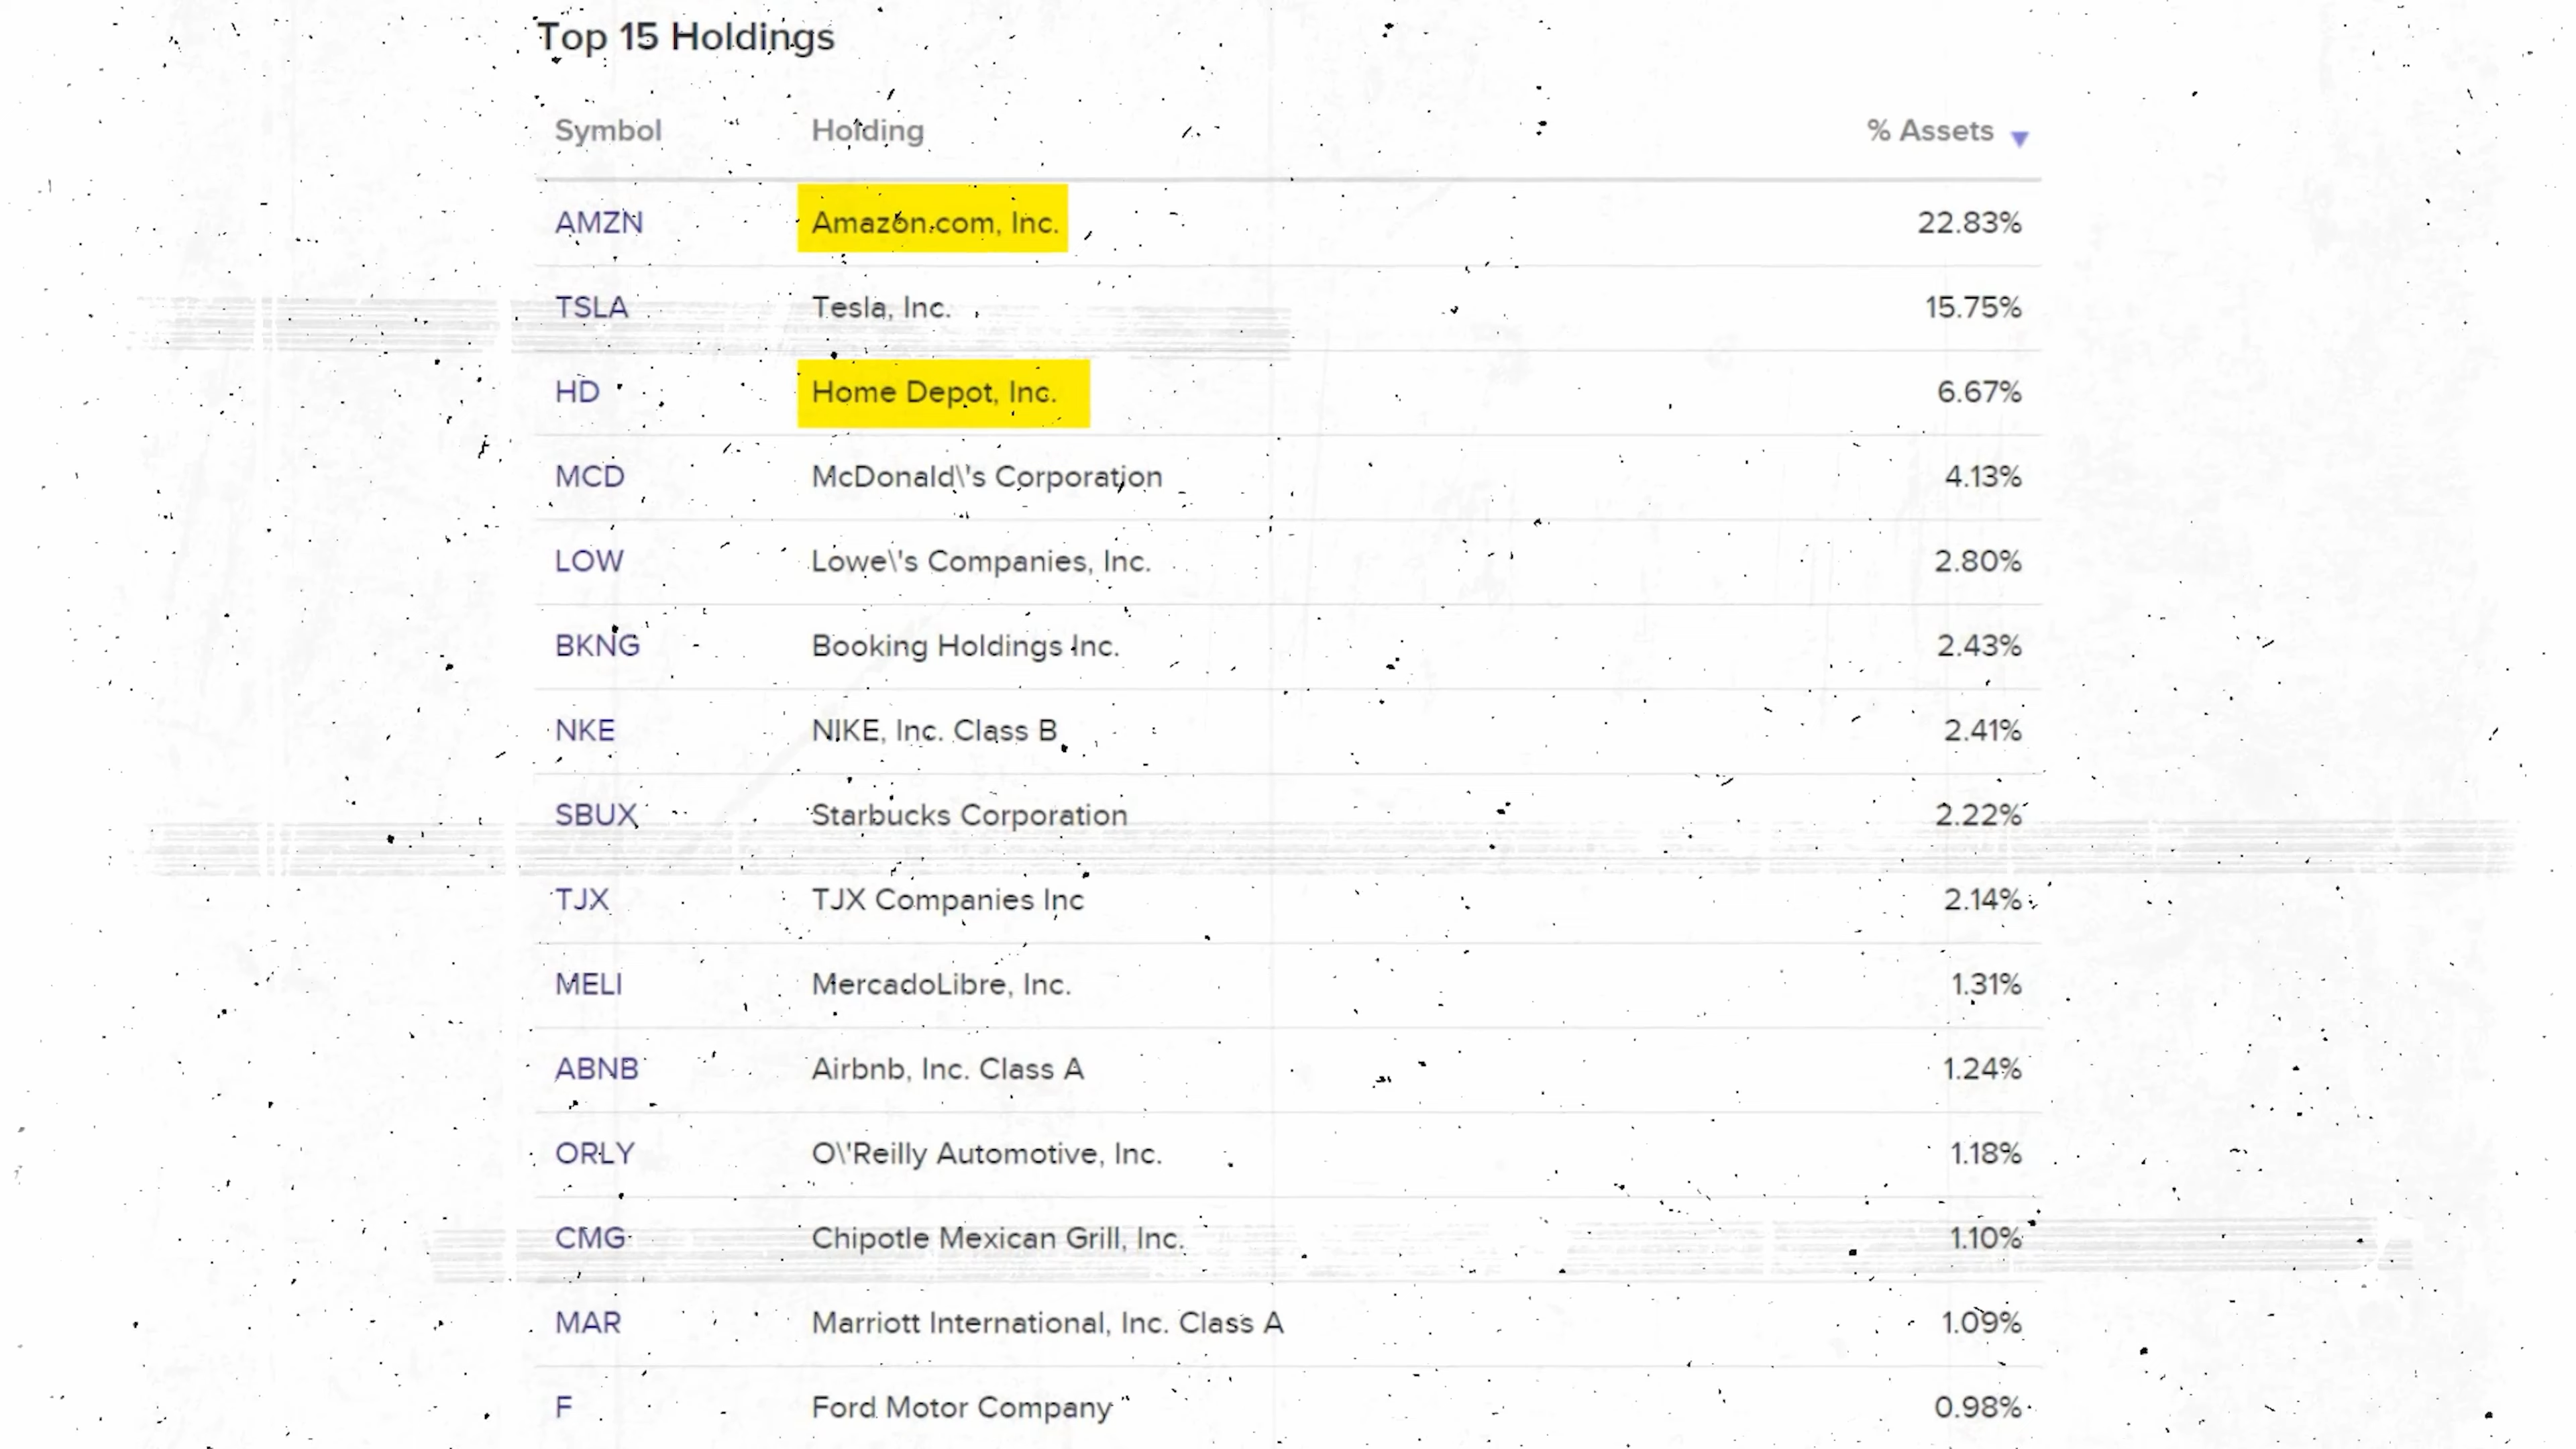 Top 15 Holdings
Symbol Holding % Assets
AMZN Amazon.com, Inc. 22.83%
TSLA Tesla, Inc. 15.75%
HD Home Depot, Inc. 6.67%
MCD McDonald\'s Corporation 4.13%
LOW Lowe\'s Companies, Inc. 2.80%
BKNG Booking Holdings Inc. 2.43%
NKE NIKE, Inc. Class B 2.41%
SBUX Starbucks Corporation 2.22%
TJX TJX Companies Inc 2.14%
MELI MercadoLibre, Inc. 1.31%
ABNB Airbnb, Inc. Class A 1.24%
ORLY O\'Reilly Automotive, Inc. 1.18%
CMG Chipotle Mexican Grill, Inc. 1.10%
MAR Marriott International, Inc. Class A 1.09%
F Ford Motor Company 0.98%